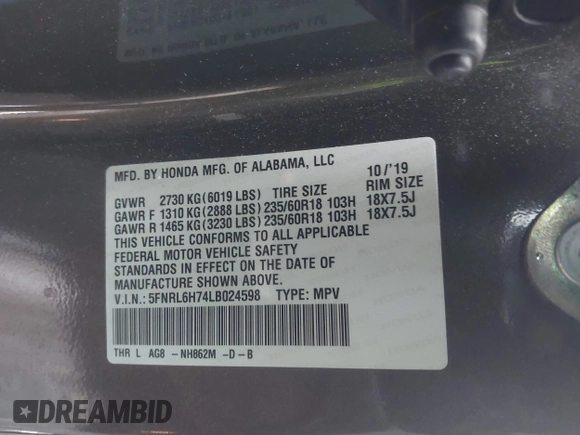 MFD. BY HONDA MFG. OF ALABAMA, LLC
10/'19
GVWR 2730 KG(6019 LBS) TIRE SIZE RIM SIZE
GAWR F 1310 KG(2888 LBS) 235/60R18 103H 18X7.5J
GAWR R 1465 KG(3230 LBS) 235/60R18 103H 18X7.5J
THIS VEHICLE CONFORMS TO ALL APPLICABLE
FEDERAL MOTOR VEHICLE SAFETY
STANDARDS IN EFFECT ON THE DATE OF
MANUFACTURE SHOWN ABOVE.
V.I.N.: 5FNRL6H74LB024598 TYPE: MPV
THR L AG8 -NH862M -D-B
DREAMBID